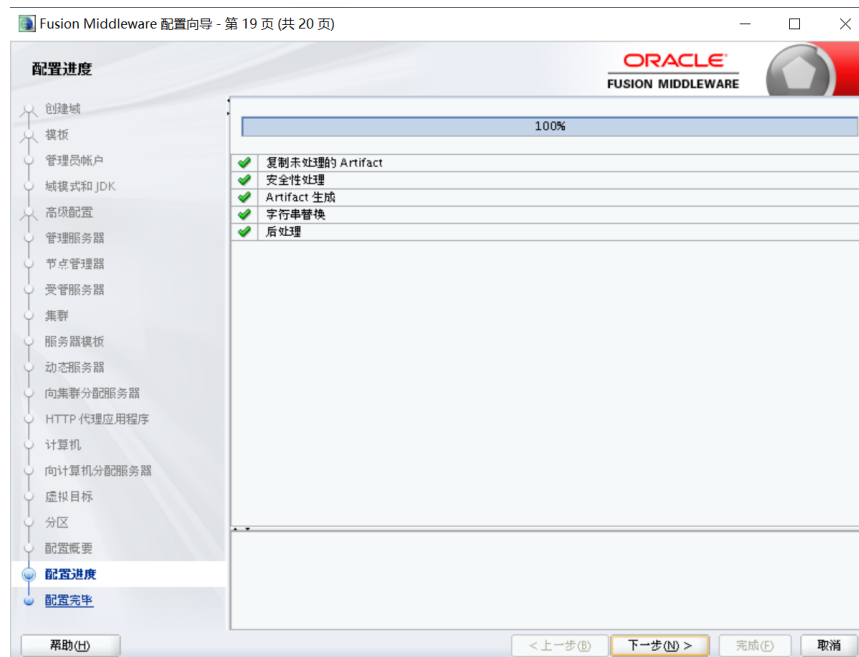 Fusion Middleware 配置向导 - 第 19 页 (共 20 页)
配置进度
ORACLE
FUSION MIDDLEWARE
创建域
模板
管理员帐户
域模式和 JDK
高级配置
管理服务器
节点管理器
受管服务器
集群
服务器模板
动态服务器
向集群分配服务器
HTTP 代理应用程序
计算机
向计算机分配服务器
虚拟目标
分区
配置概要
配置进度
配置完毕
100%
复制未处理的 Artifact
安全性处理
Artifact 生成
字符串替换
后处理
帮助(H)
< 上一步(B)
下一步(N) >
完成(F)
取消